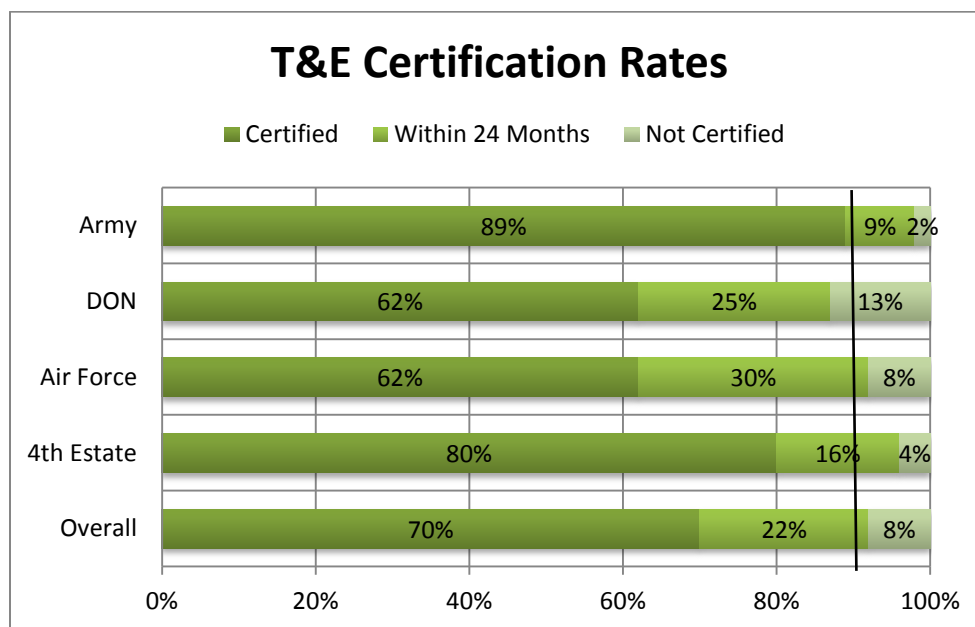 T&E Certification Rates
Certified Within 24 Months Not Certified
Army 89% 9% 2%
DON 62% 25% 13%
Air Force 62% 30% 8%
4th Estate 80% 16% 4%
Overall 70% 22% 8%
0% 20% 40% 60% 80% 100%